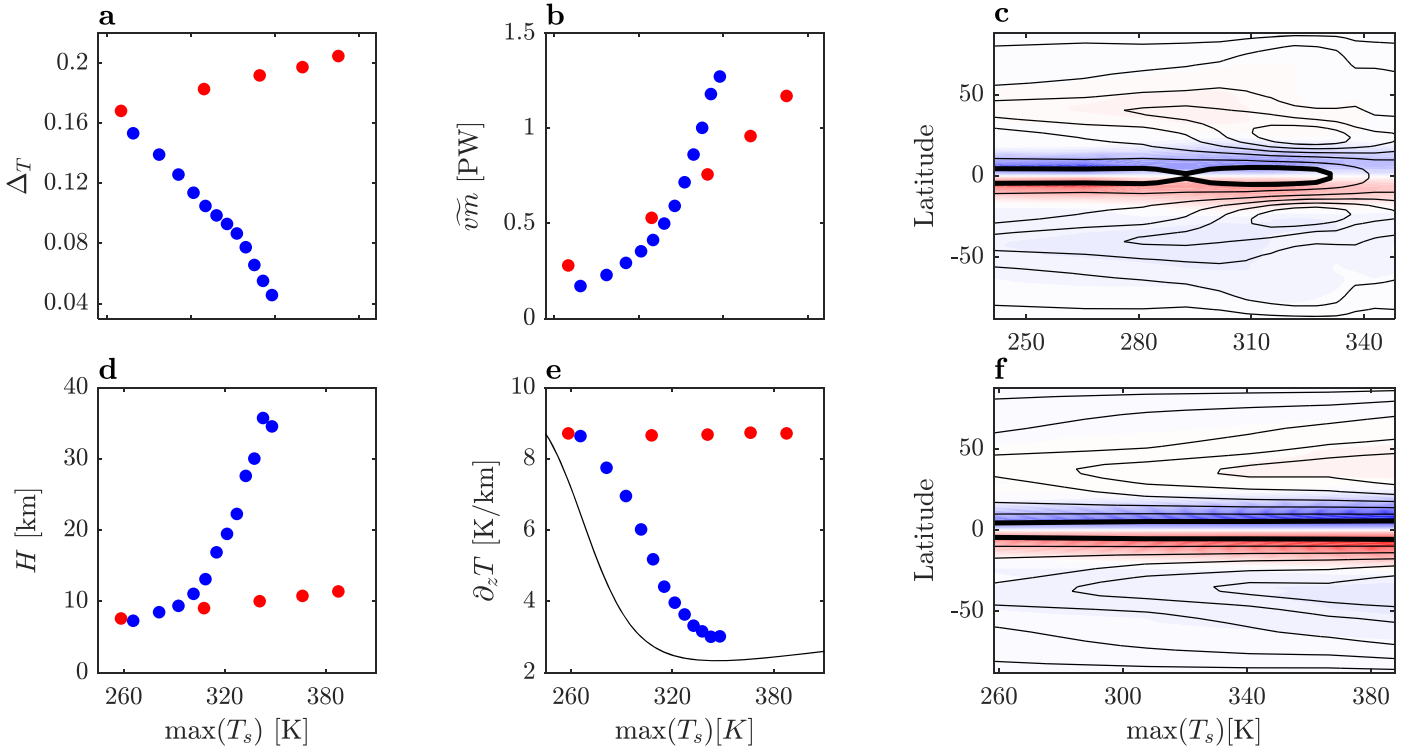 a
0.2
0.16
0.12
0.08
0.04
Δ_T
b
1.5
1
0.5
0
\widetilde{vm} [PW]
c
50
0
-50
Latitude
250 280 310 340
d
40
30
20
10
0
H [km]
260 320 380
max(T_s) [K]
e
10
8
6
4
2
∂_zT [K/km]
260 320 380
max(T_s)[K]
f
50
0
-50
Latitude
260 300 340 380
max(T_s) [K]